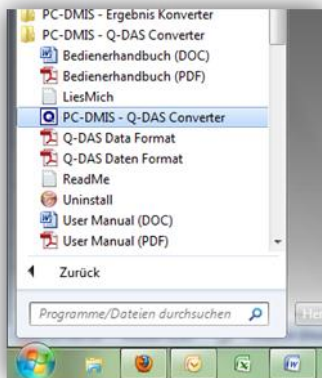 PC-DMIS - Ergebnis Konverter
PC-DMIS - Q-DAS Converter
Bedienerhandbuch (DOC)
Bedienerhandbuch (PDF)
LiesMich
PC-DMIS - Q-DAS Converter
Q-DAS Data Format
Q-DAS Daten Format
ReadMe
Uninstall
User Manual (DOC)
User Manual (PDF)
Zurück
Programme/Dateien durchsuchen